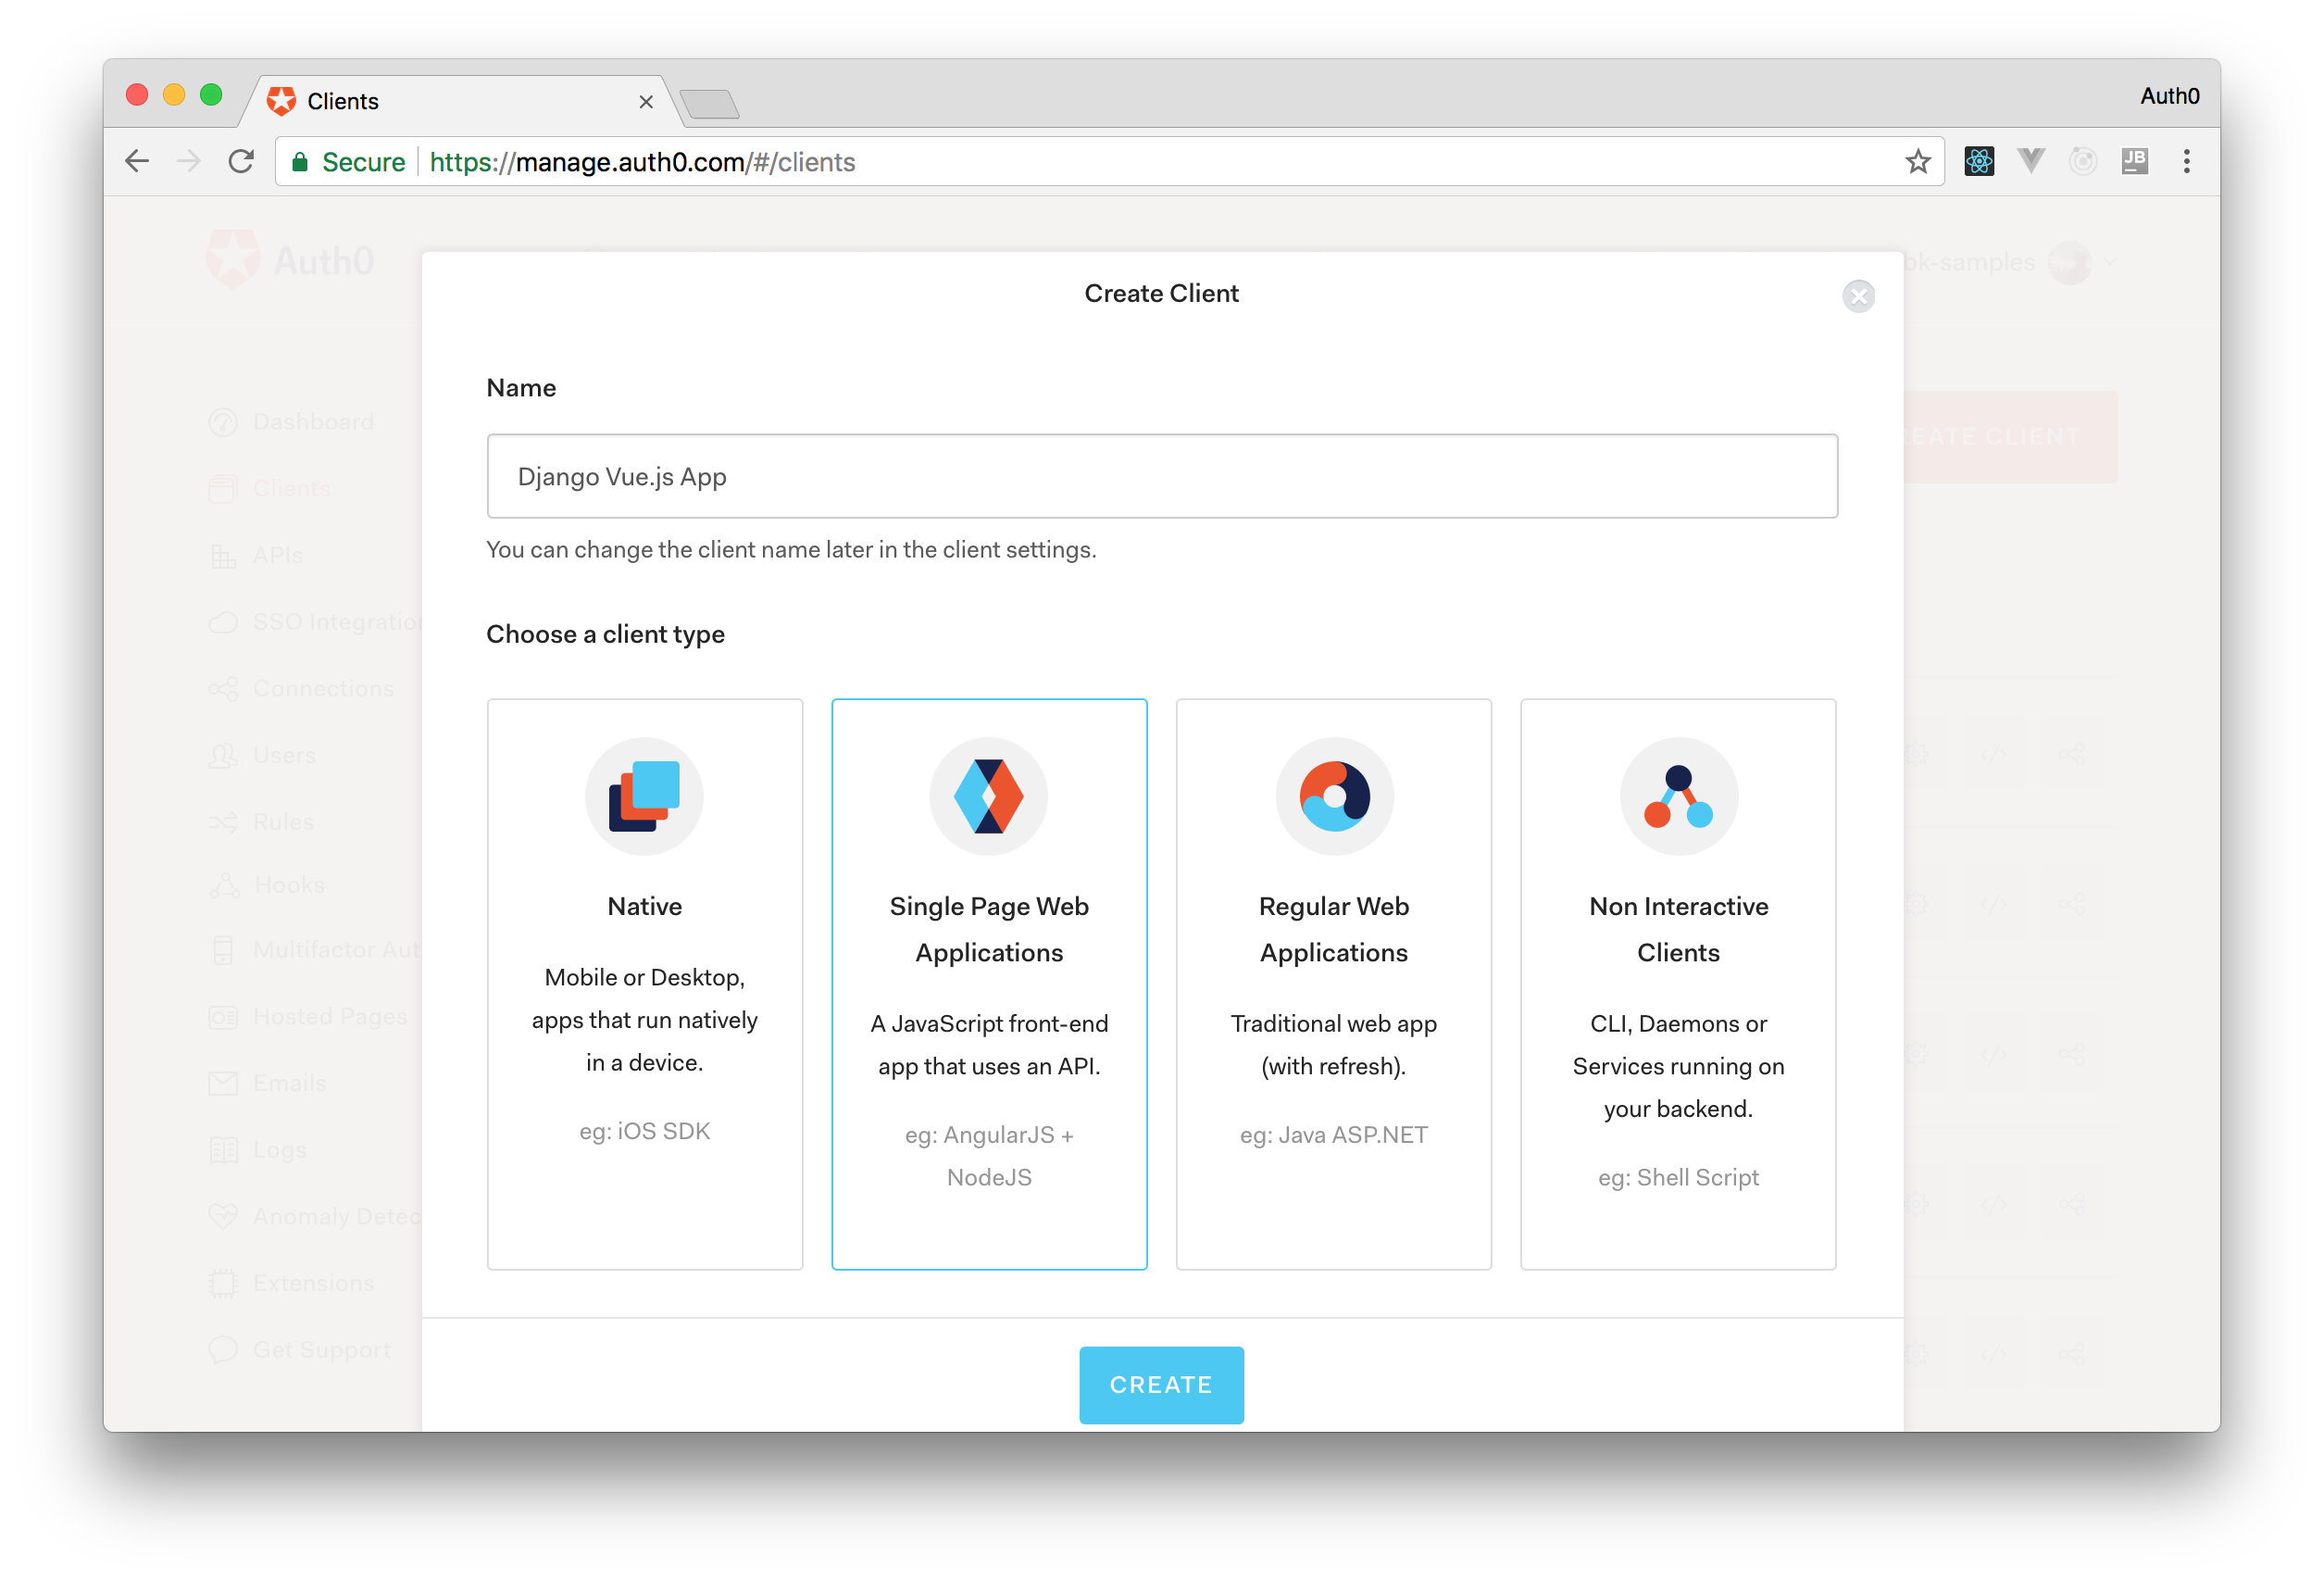 Clients
Auth0
Secure
https://manage.auth0.com/#/clients
Auth0
bk-samples
Create Client
Name
CREATE CLIENT
Django Vue.js App
You can change the client name later in the client settings.
Choose a client type
Dashboard
Clients
APIs
SSO Integration
Connections
Users
Rules
Hooks
Multifactor Aut
Hosted Pages
Emails
Logs
Anomaly Detec
Extensions
Get Support
Native
Mobile or Desktop,
apps that run natively
in a device.
eg: iOS SDK
Single Page Web
Applications
A JavaScript front-end
app that uses an API.
eg: AngularJS +
NodeJS
Regular Web
Applications
Traditional web app
(with refresh).
eg: Java ASP.NET
Non Interactive
Clients
CLI, Daemons or
Services running on
your backend.
eg: Shell Script
CREATE
JB